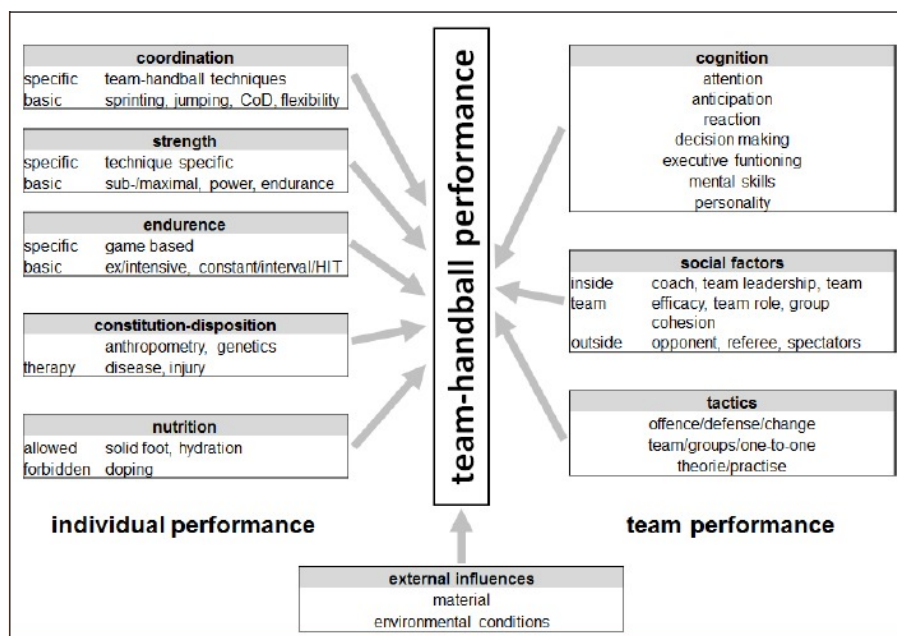 coordination
specific team-handball techniques
basic sprinting, jumping, CoD, flexibility
strength
specific technique specific
basic sub-/maximal, power, endurance
endurence
specific game based
basic ex/intensive, constant/interval/HIT
constitution-disposition
anthropometry, genetics
therapy disease, injury
nutrition
allowed solid foot, hydration
forbidden doping
individual performance
team-handball performance
cognition
attention
anticipation
reaction
decision making
executive funtioning
mental skills
personality
social factors
inside coach, team leadership, team
team efficacy, team role, group
cohesion
outside opponent, referee, spectators
tactics
offence/defense/change
team/groups/one-to-one
theorie/practise
team performance
external influences
material
environmental conditions